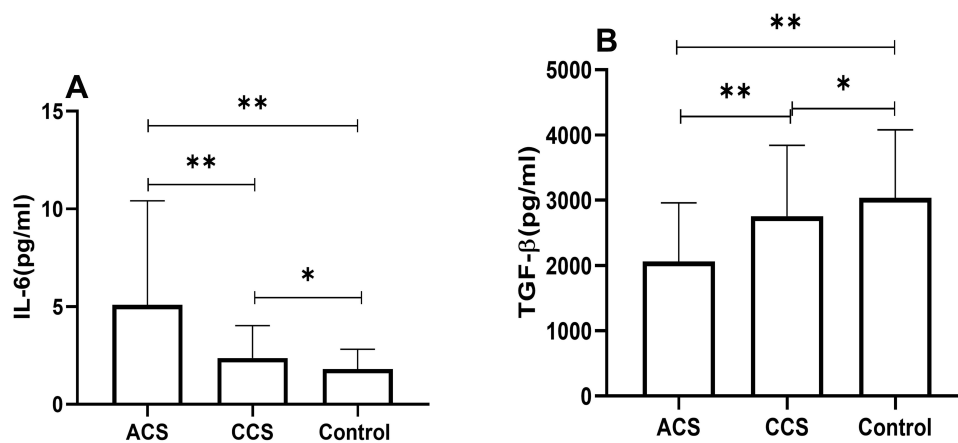 A
IL-6(pg/ml)
15
10
5
0
**
**
*
ACS CCS Control
B
TGF-β(pg/ml)
5000
4000
3000
2000
1000
0
**
**
*
ACS CCS Control